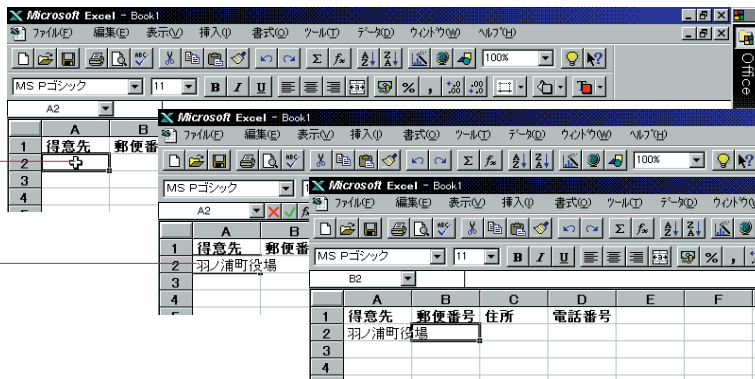 Microsoft Excel - Book1
ファイル(F) 編集(E) 表示(V) 挿入(I) 書式(O) ツール(T) データ(D) ウィンドウ(W) ヘルプ(H)
100%
MS Pゴシック 11 B I U % ,
A2
A B
1 得意先 郵便番
2
3
4
Office
Microsoft Excel - Book1
ファイル(F) 編集(E) 表示(V) 挿入(I) 書式(O) ツール(T) データ(D) ウィンドウ(W) ヘルプ(H)
100%
MS Pゴシック
A2
A B
1 得意先 郵便番
2 羽ノ浦町役場
3
4
Microsoft Excel - Book1
ファイル(F) 編集(E) 表示(V) 挿入(I) 書式(O) ツール(T) データ(D) ウィンドウ(W)
MS Pゴシック 11 B I U % ,
B2
A B C D E F
1 得意先 郵便番号 住所 電話番号
2 羽ノ浦町役場
3
4